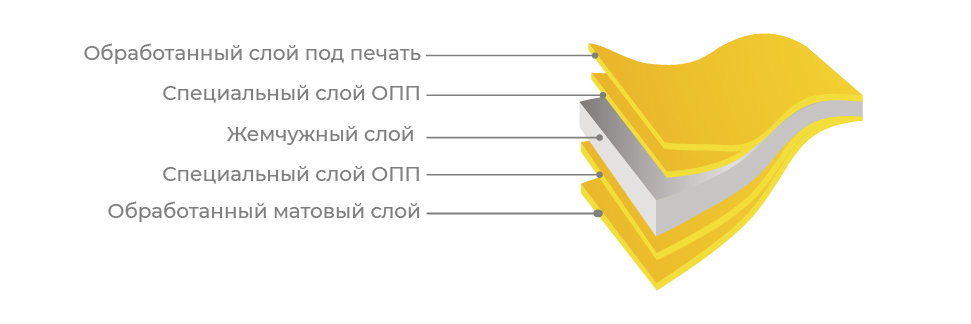 Обработанный слой под печать
Специальный слой ОПП
Жемчужный слой
Специальный слой ОПП
Обработанный матовый слой